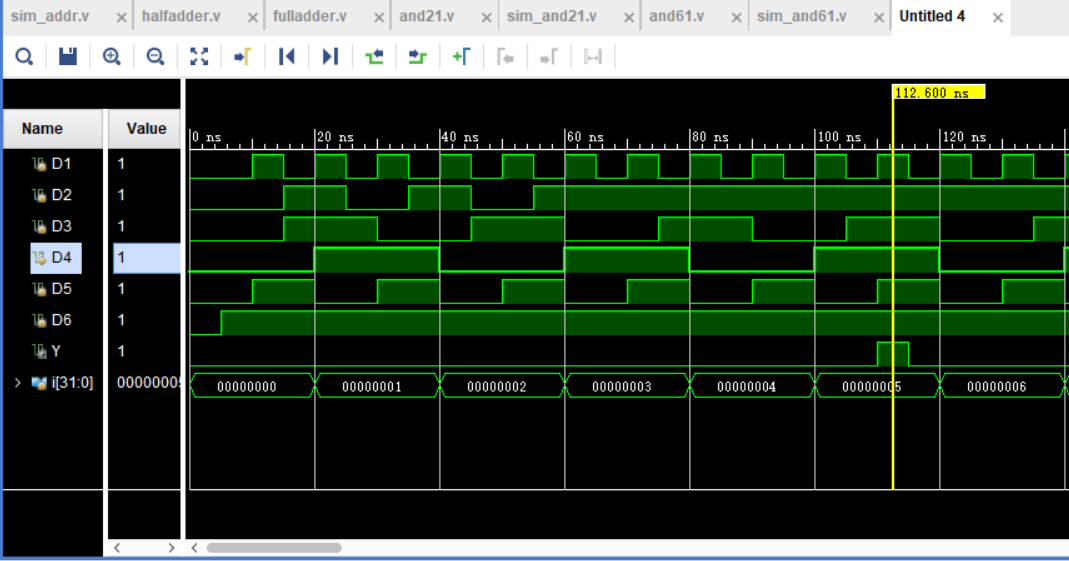 sim_addr.v halfadder.v fulladder.v and21.v sim_and21.v and61.v sim_and61.v Untitled 4
112.600 ns
Name Value
0 ns 20 ns 40 ns 60 ns 80 ns 100 ns 120 ns
D1 1
D2 1
D3 1
D4 1
D5 1
D6 1
Y 1
i[31:0] 00000005 00000000 00000001 00000002 00000003 00000004 00000005 00000006